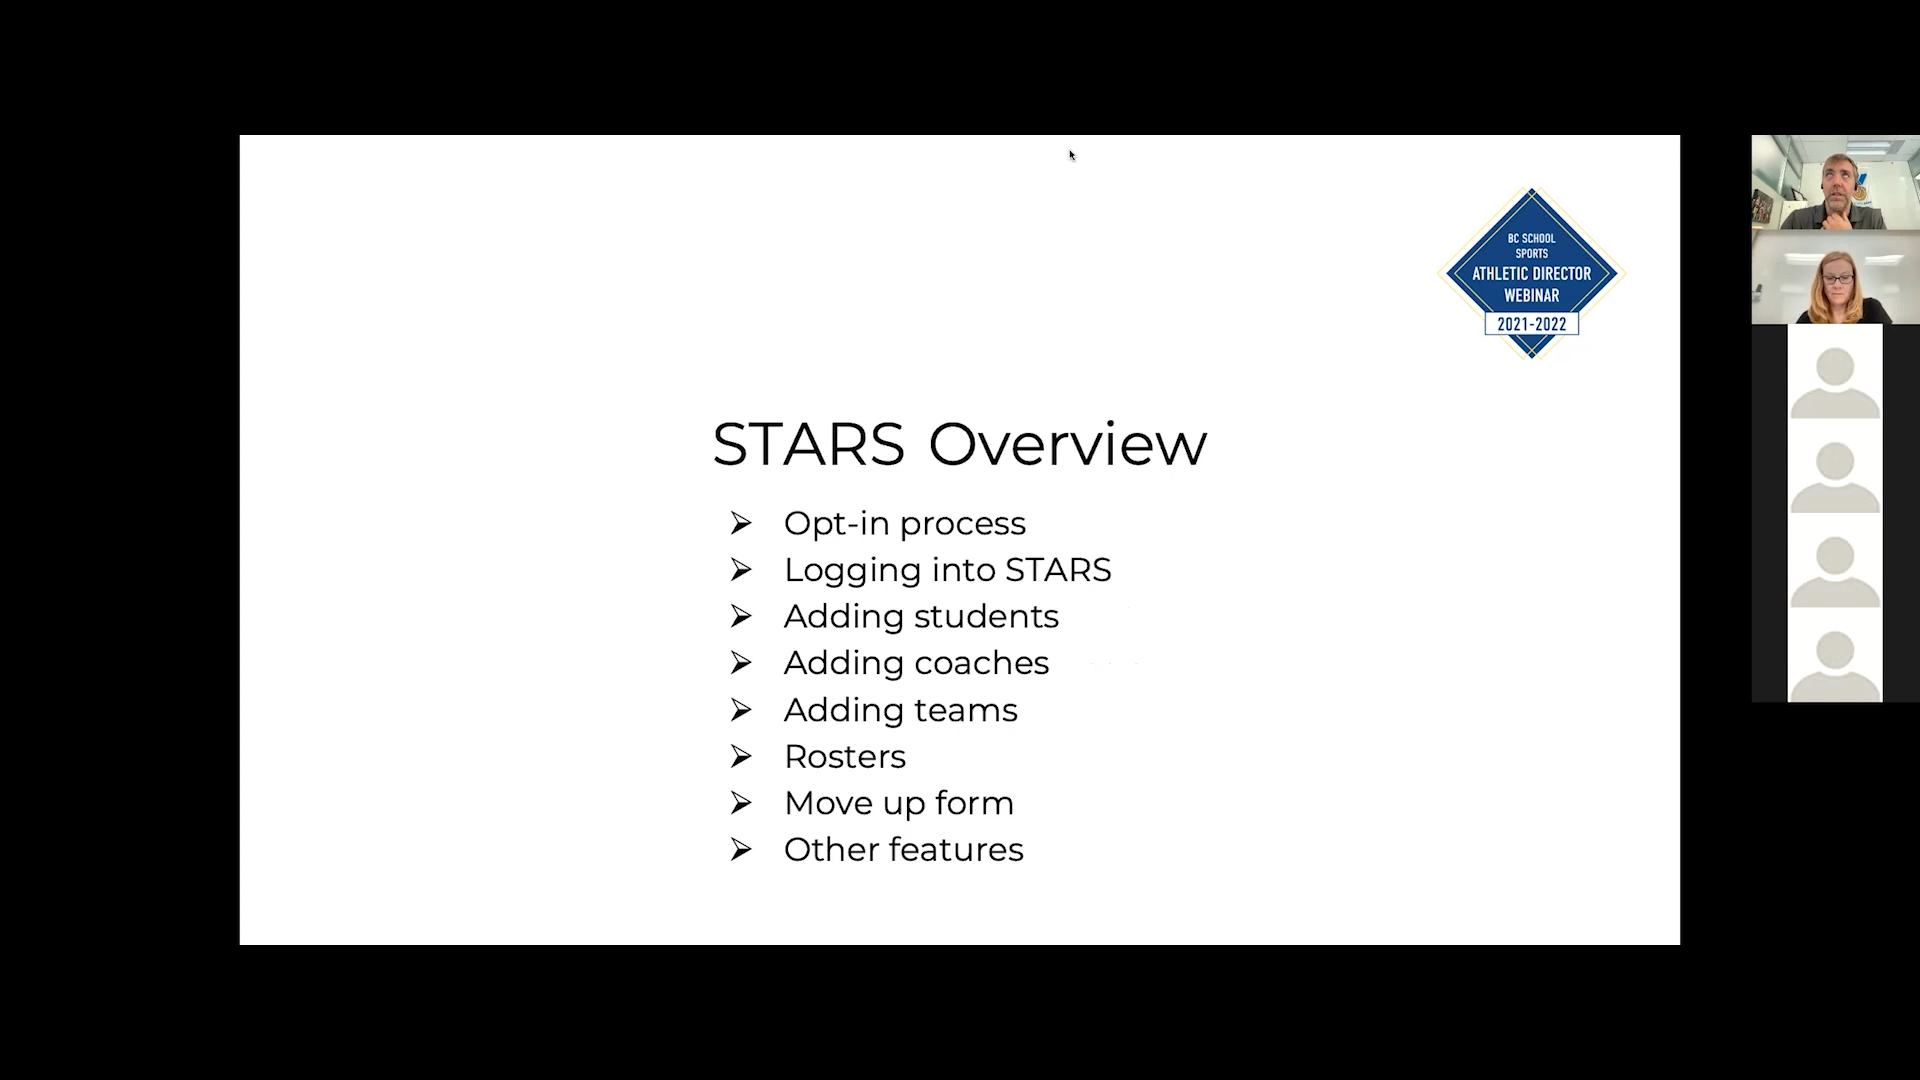 BC SCHOOL
SPORTS
ATHLETIC DIRECTOR
WEBINAR
2021-2022
STARS Overview
Opt-in process
Logging into STARS
Adding students
Adding coaches
Adding teams
Rosters
Move up form
Other features